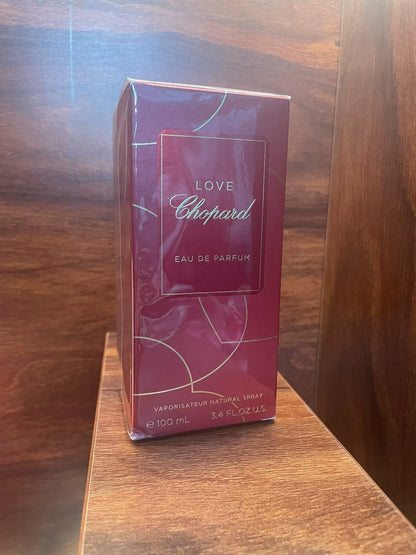 LOVE
Chopard
EAU DE PARFUM
VAPORISATEUR NATURAL SPRAY
℮ 100 mL 3.4 FL.OZ.U.S.